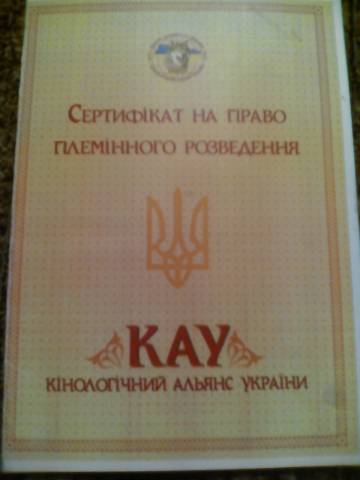 Сертифікат на право
племінного розведення
КАУ
кінологічний альянс України